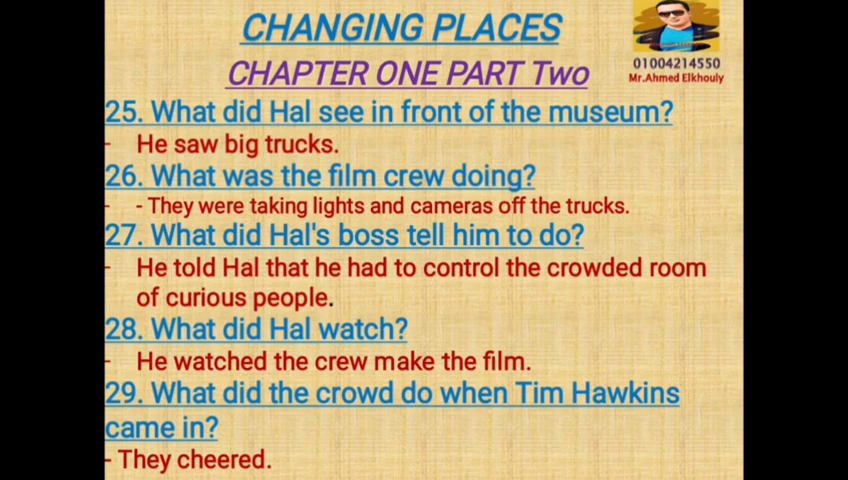 CHANGING PLACES
CHAPTER ONE PART Two
01004214550
Mr.Ahmed Elkhouly
25. What did Hal see in front of the museum?
- He saw big trucks.
26. What was the film crew doing?
- - They were taking lights and cameras off the trucks.
27. What did Hal's boss tell him to do?
- He told Hal that he had to control the crowded room
of curious people.
28. What did Hal watch?
- He watched the crew make the film.
29. What did the crowd do when Tim Hawkins
came in?
- They cheered.